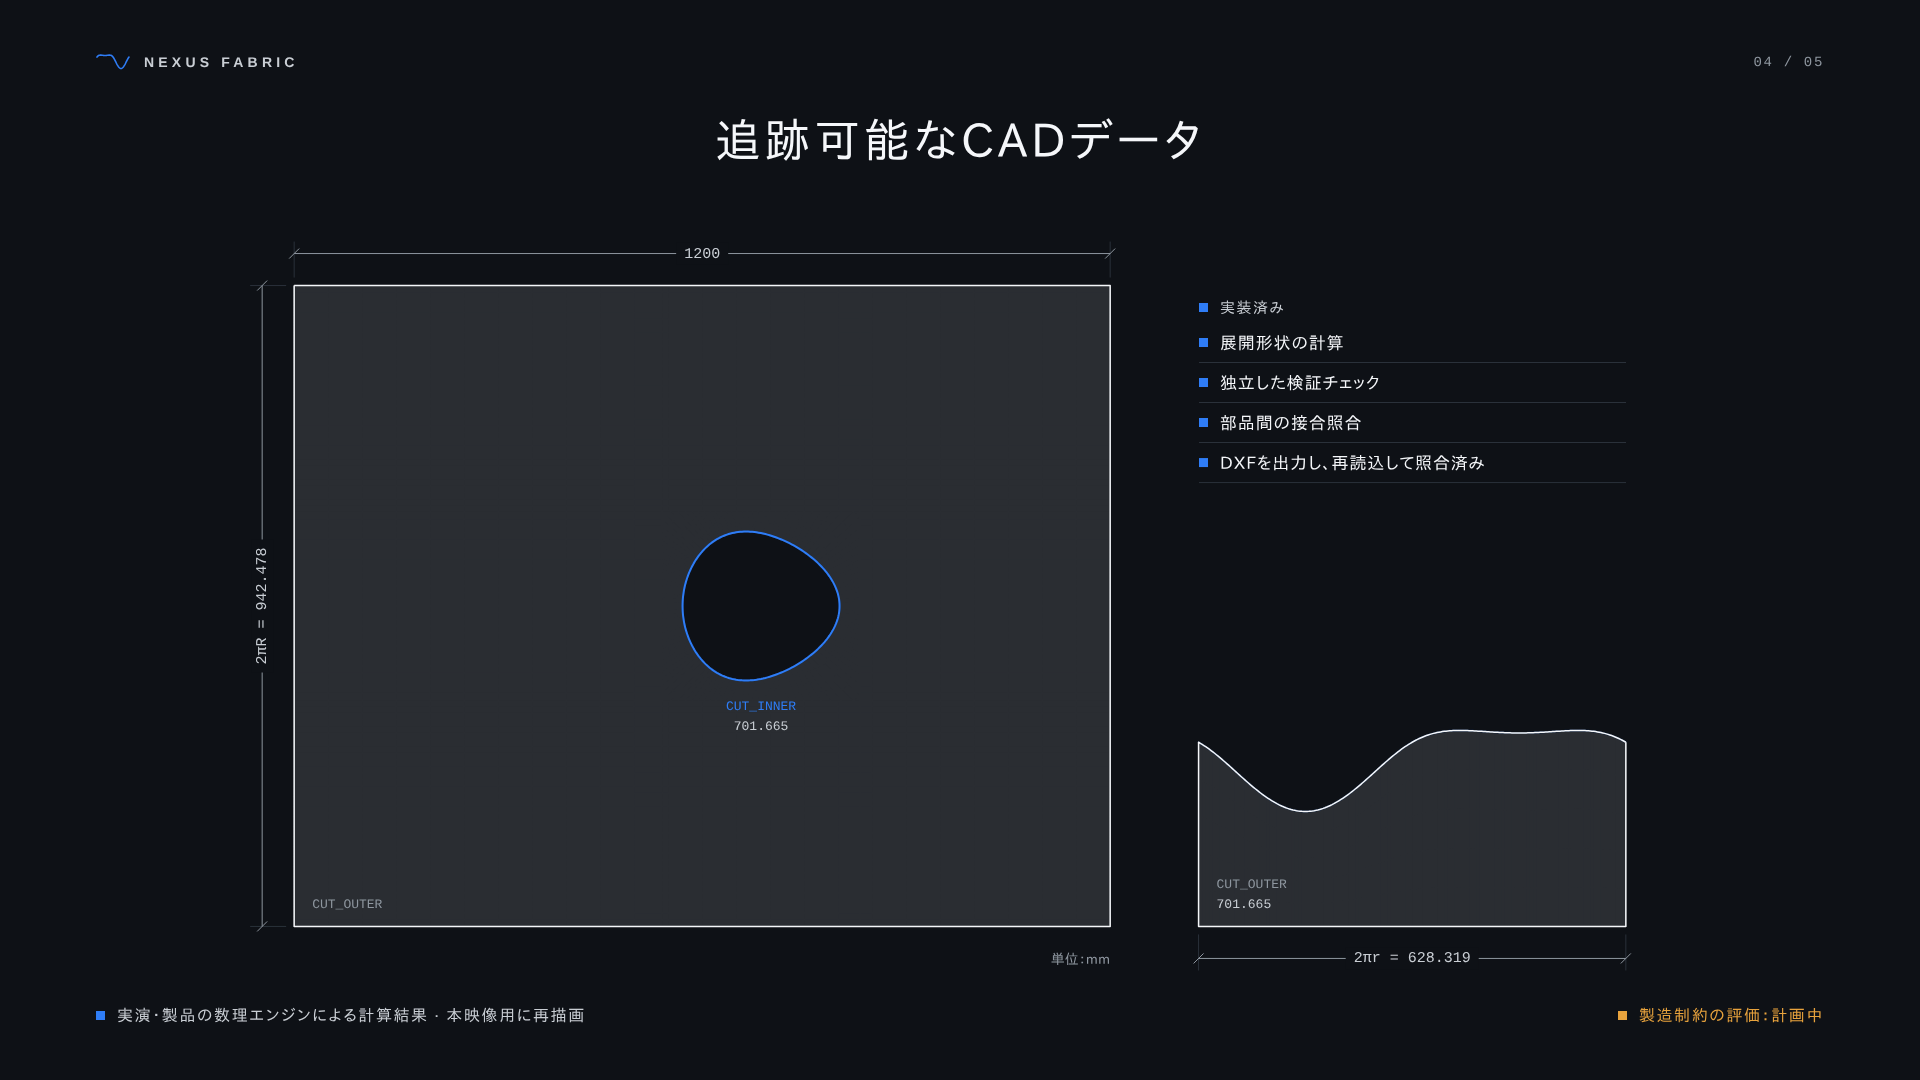 NEXUS FABRIC
04 / 05
追跡可能なCADデータ
1200
2πR = 942.478
CUT_INNER
701.665
CUT_OUTER
単位:mm
実装済み
展開形状の計算
独立した検証チェック
部品間の接合照合
DXFを出力し、再読込して照合済み
CUT_OUTER
701.665
2πr = 628.319
実演・製品の数理エンジンによる計算結果 · 本映像用に再描画
製造制約の評価:計画中